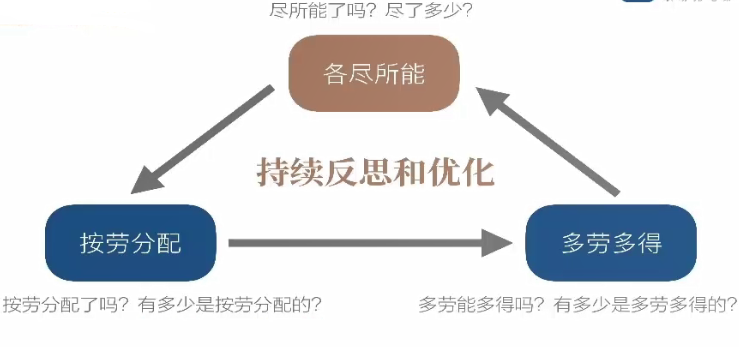 尽所能了吗？尽了多少？
各尽所能
持续反思和优化
按劳分配
多劳多得
按劳分配了吗？有多少是按劳分配的？
多劳能多得吗？有多少是多劳多得的？